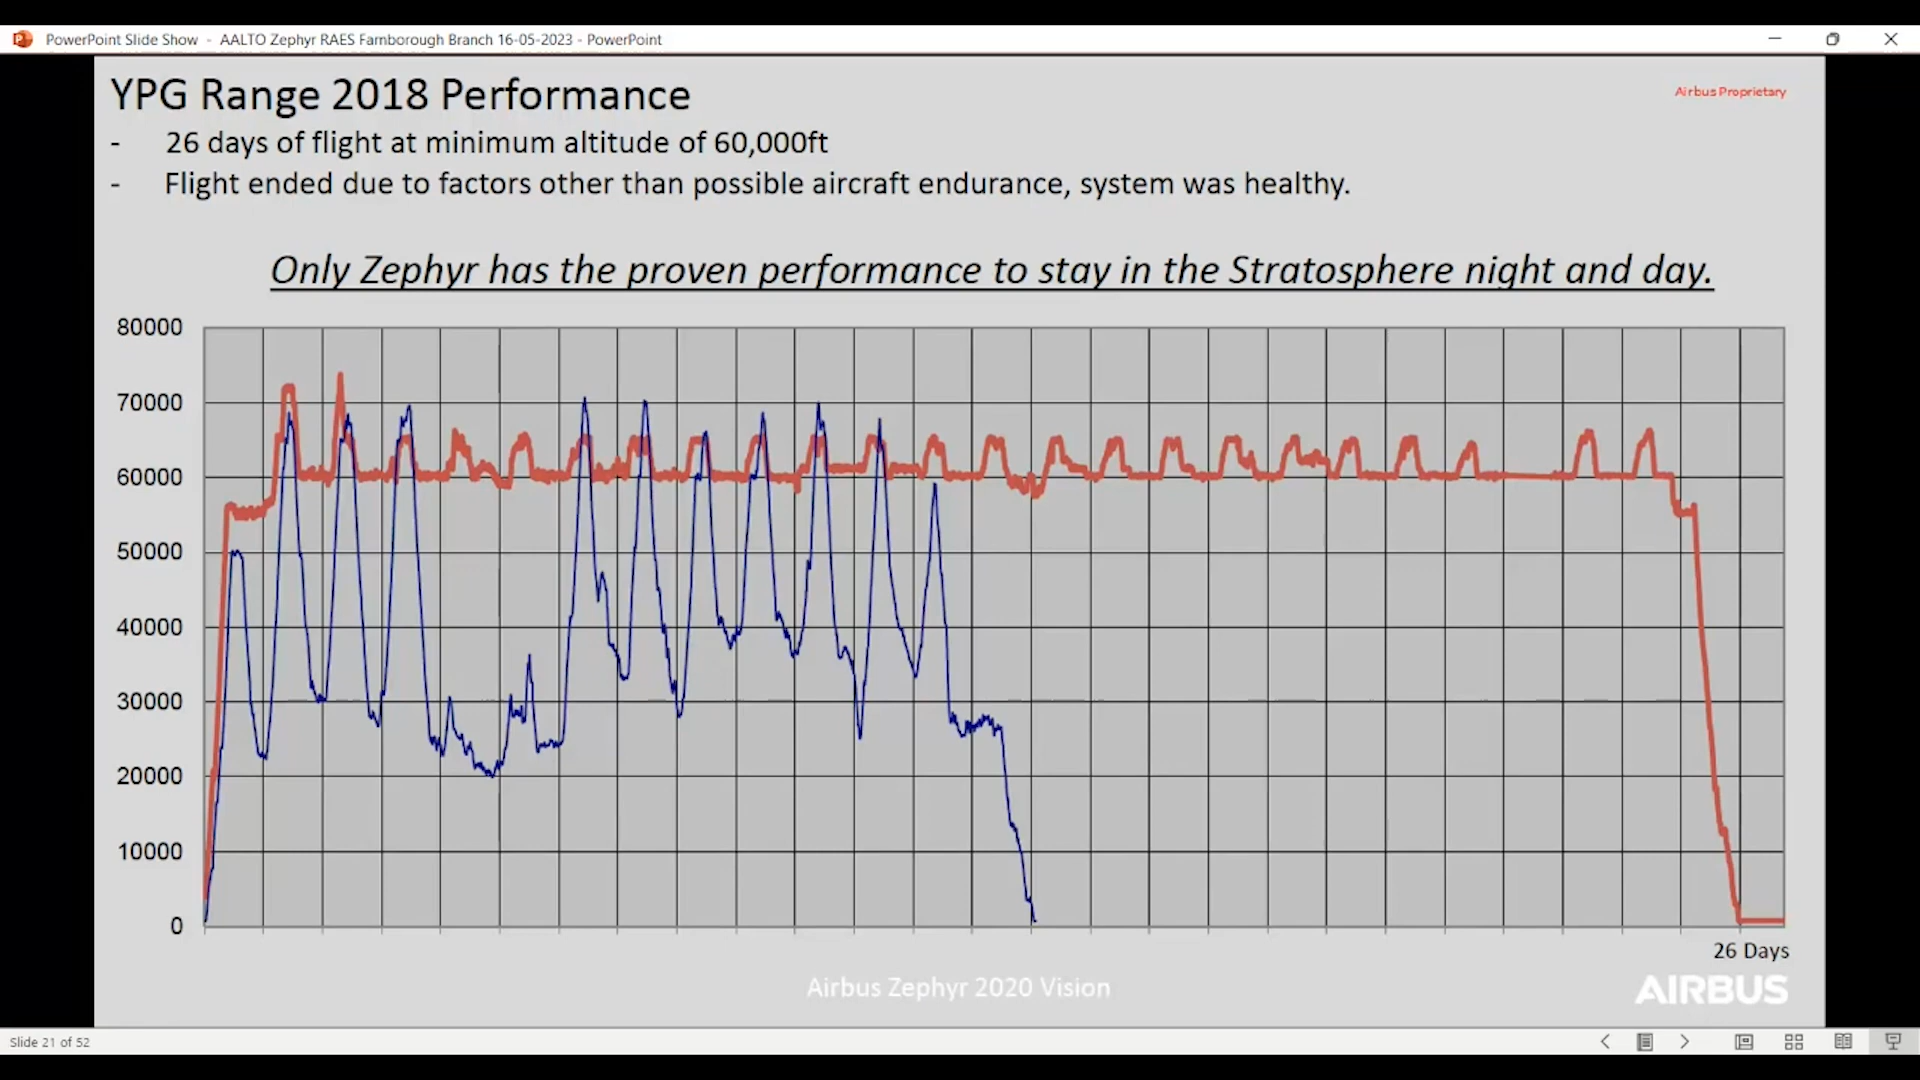 PowerPoint Slide Show - AALTO Zephyr RAES Farnborough Branch 16-05-2023 - PowerPoint
YPG Range 2018 Performance
Airbus Proprietary
- 26 days of flight at minimum altitude of 60,000ft
- Flight ended due to factors other than possible aircraft endurance, system was healthy.
Only Zephyr has the proven performance to stay in the Stratosphere night and day.
80000
70000
60000
50000
40000
30000
20000
10000
0
26 Days
Airbus Zephyr 2020 Vision
AIRBUS
Slide 21 of 52